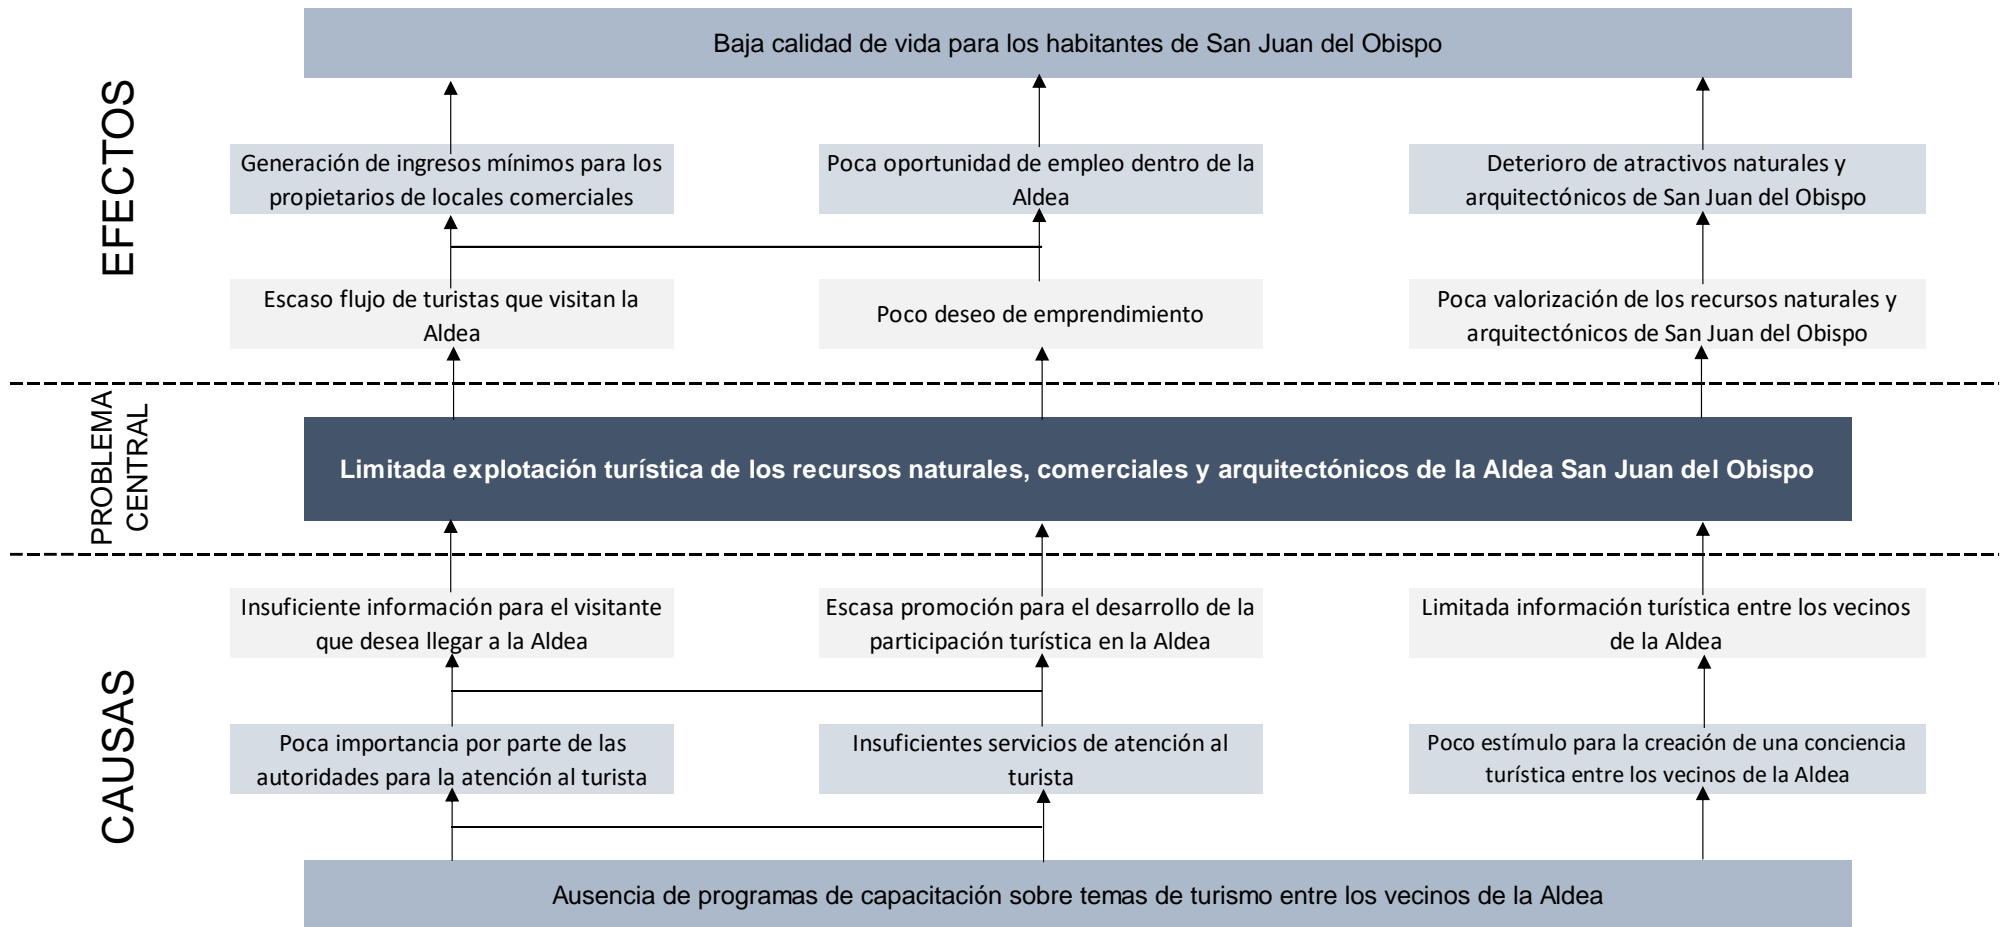 Baja calidad de vida para los habitantes de San Juan del Obispo
EFECTOS
Generación de ingresos mínimos para los
propietarios de locales comerciales
Poca oportunidad de empleo dentro de la
Aldea
Deterioro de atractivos naturales y
arquitectónicos de San Juan del Obispo
Escaso flujo de turistas que visitan la
Aldea
Poco deseo de emprendimiento
Poca valorización de los recursos naturales y
arquitectónicos de San Juan del Obispo
PROBLEMA
CENTRAL
Limitada explotación turística de los recursos naturales, comerciales y arquitectónicos de la Aldea San Juan del Obispo
CAUSAS
Insuficiente información para el visitante
que desea llegar a la Aldea
Escasa promoción para el desarrollo de la
participación turística en la Aldea
Limitada información turística entre los vecinos
de la Aldea
Poca importancia por parte de las
autoridades para la atención al turista
Insuficientes servicios de atención al
turista
Poco estímulo para la creación de una conciencia
turística entre los vecinos de la Aldea
Ausencia de programas de capacitación sobre temas de turismo entre los vecinos de la Aldea